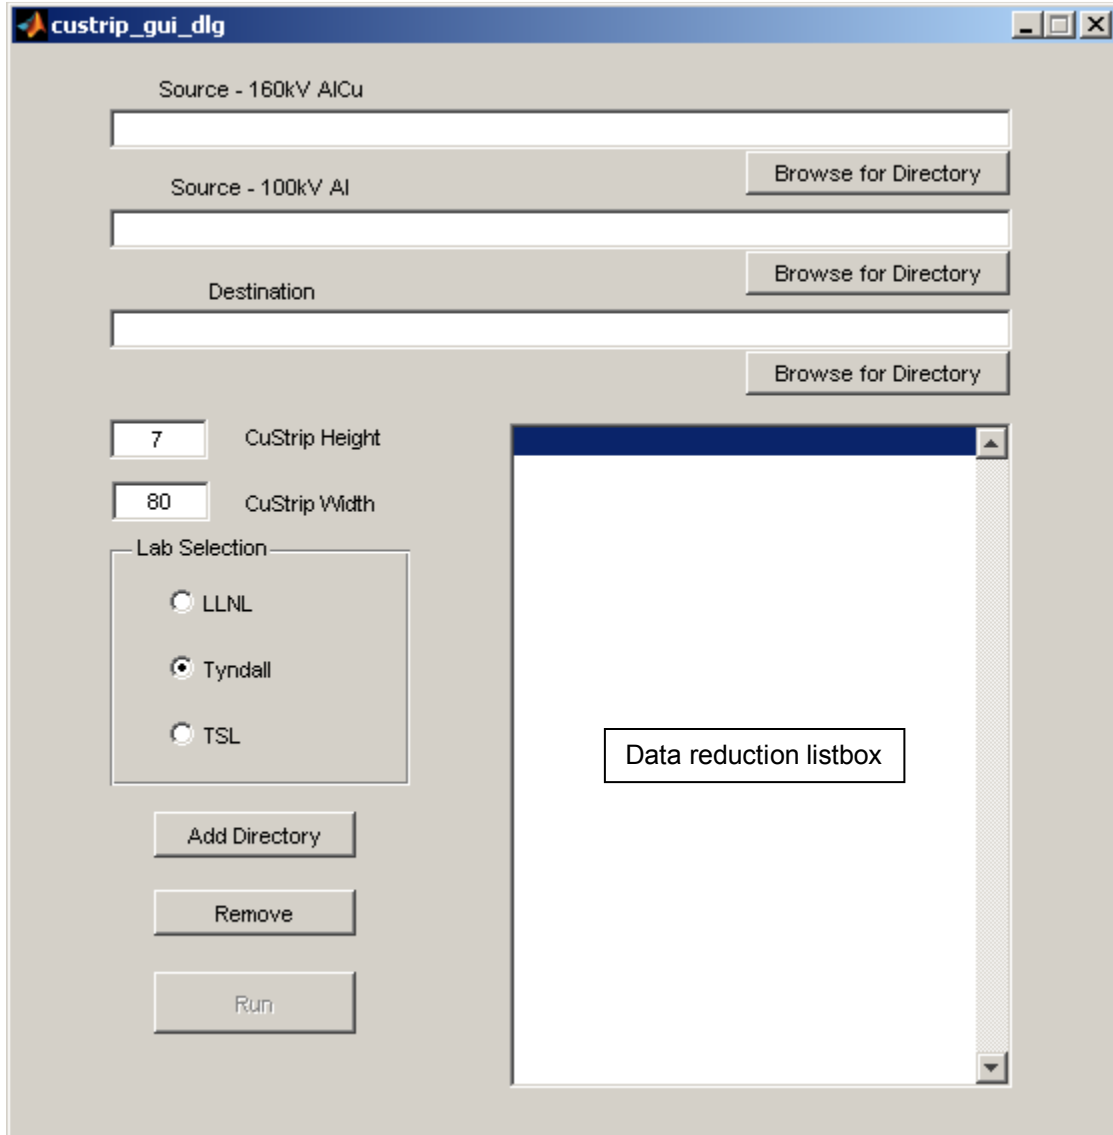 custrip_gui_dlg
Source - 160kV AlCu
Browse for Directory
Source - 100kV Al
Browse for Directory
Destination
Browse for Directory
7 CuStrip Height
80 CuStrip Width
Lab Selection
LLNL
Tyndall
TSL
Data reduction listbox
Add Directory
Remove
Run